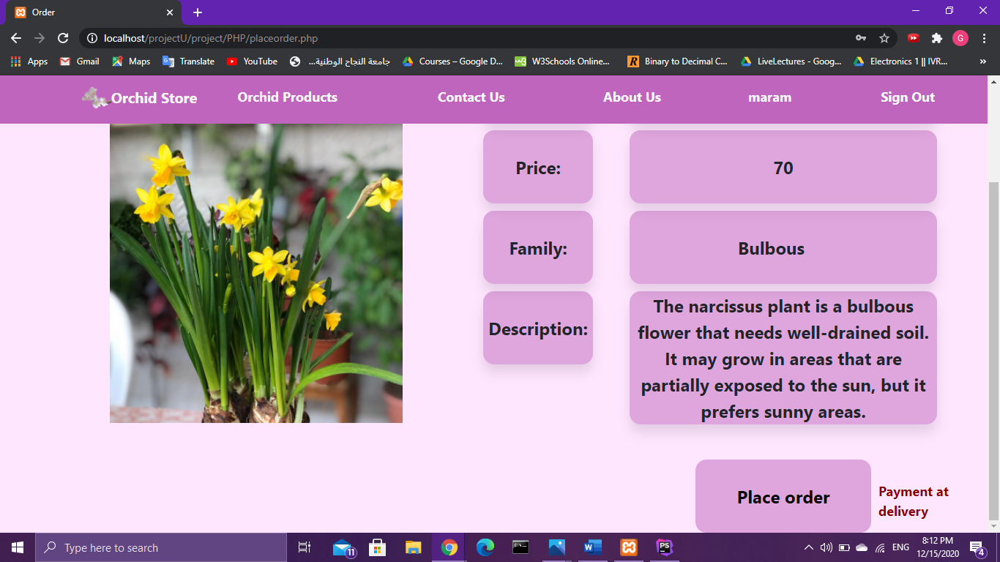 Order
localhost/projectU/project/PHP/placeorder.php
G
Apps
Gmail
Maps
Translate
YouTube
جامعة النجاح الوطنية...
Courses – Google D...
W3Schools Online...
Binary to Decimal C...
LiveLectures - Goog...
Electronics 1 || IVR...
»
Orchid Store
Orchid Products
Contact Us
About Us
maram
Sign Out
Price:
70
Family:
Bulbous
Description:
The narcissus plant is a bulbous
flower that needs well-drained soil.
It may grow in areas that are
partially exposed to the sun, but it
prefers sunny areas.
Place order
Payment at
delivery
Type here to search
11
ENG
8:12 PM
12/15/2020
4